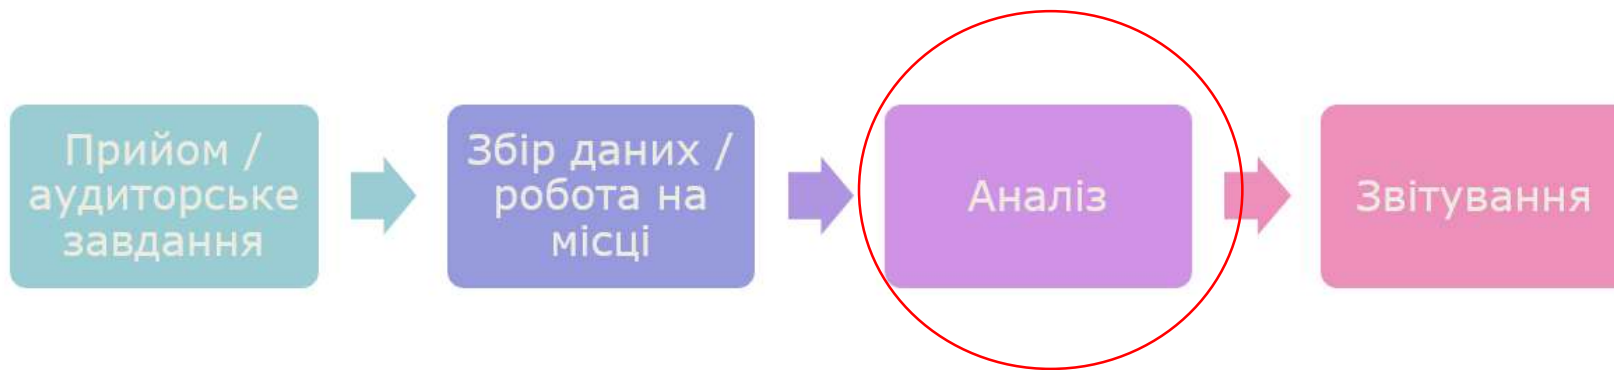 Прийом /
аудиторське
завдання
Збір даних /
робота на
місці
Аналіз
Звітування